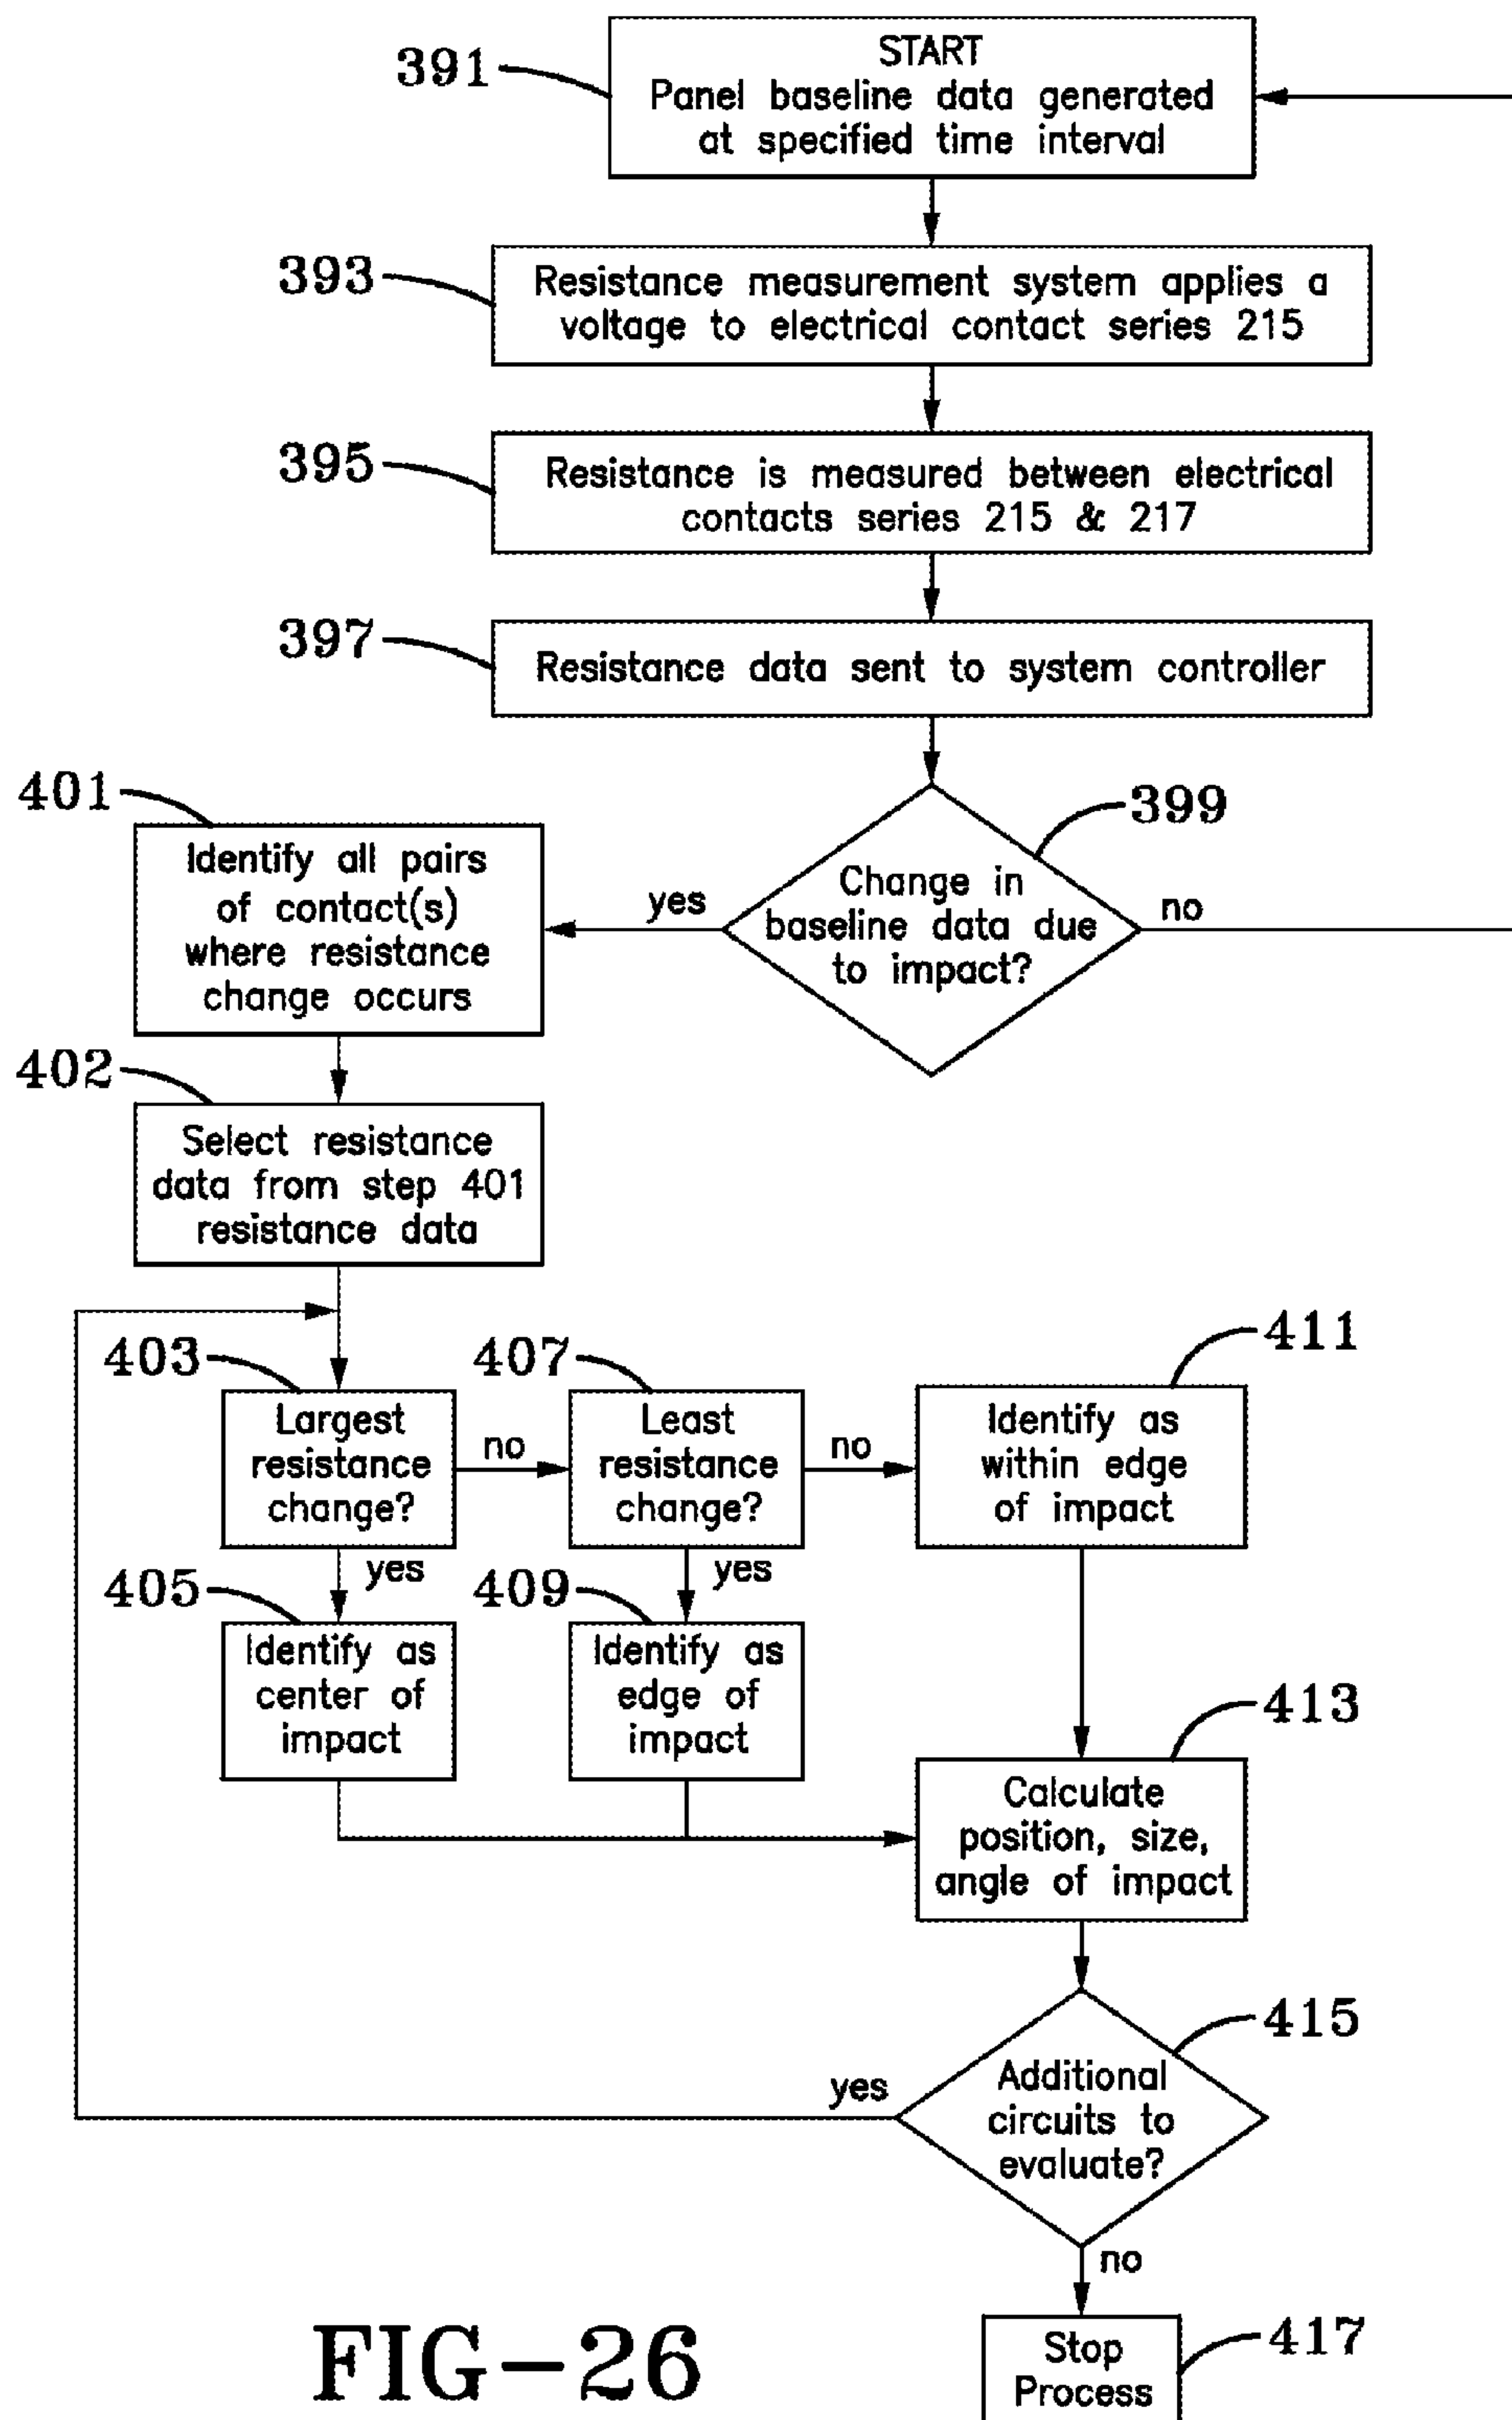 391
START
Panel baseline data generated
at specified time interval
393
Resistance measurement system applies a
voltage to electrical contact series 215
395
Resistance is measured between electrical
contacts series 215 & 217
397
Resistance data sent to system controller
399
Change in
baseline data due
to impact?
yes
no
401
Identify all pairs
of contact(s)
where resistance
change occurs
402
Select resistance
data from step 401
resistance data
403
Largest
resistance
change?
no
yes
407
Least
resistance
change?
no
yes
411
Identify as
within edge
of impact
405
Identify as
center of
impact
409
Identify as
edge of
impact
413
Calculate
position, size,
angle of impact
415
Additional
circuits to
evaluate?
yes
no
417
Stop
Process
FIG-26